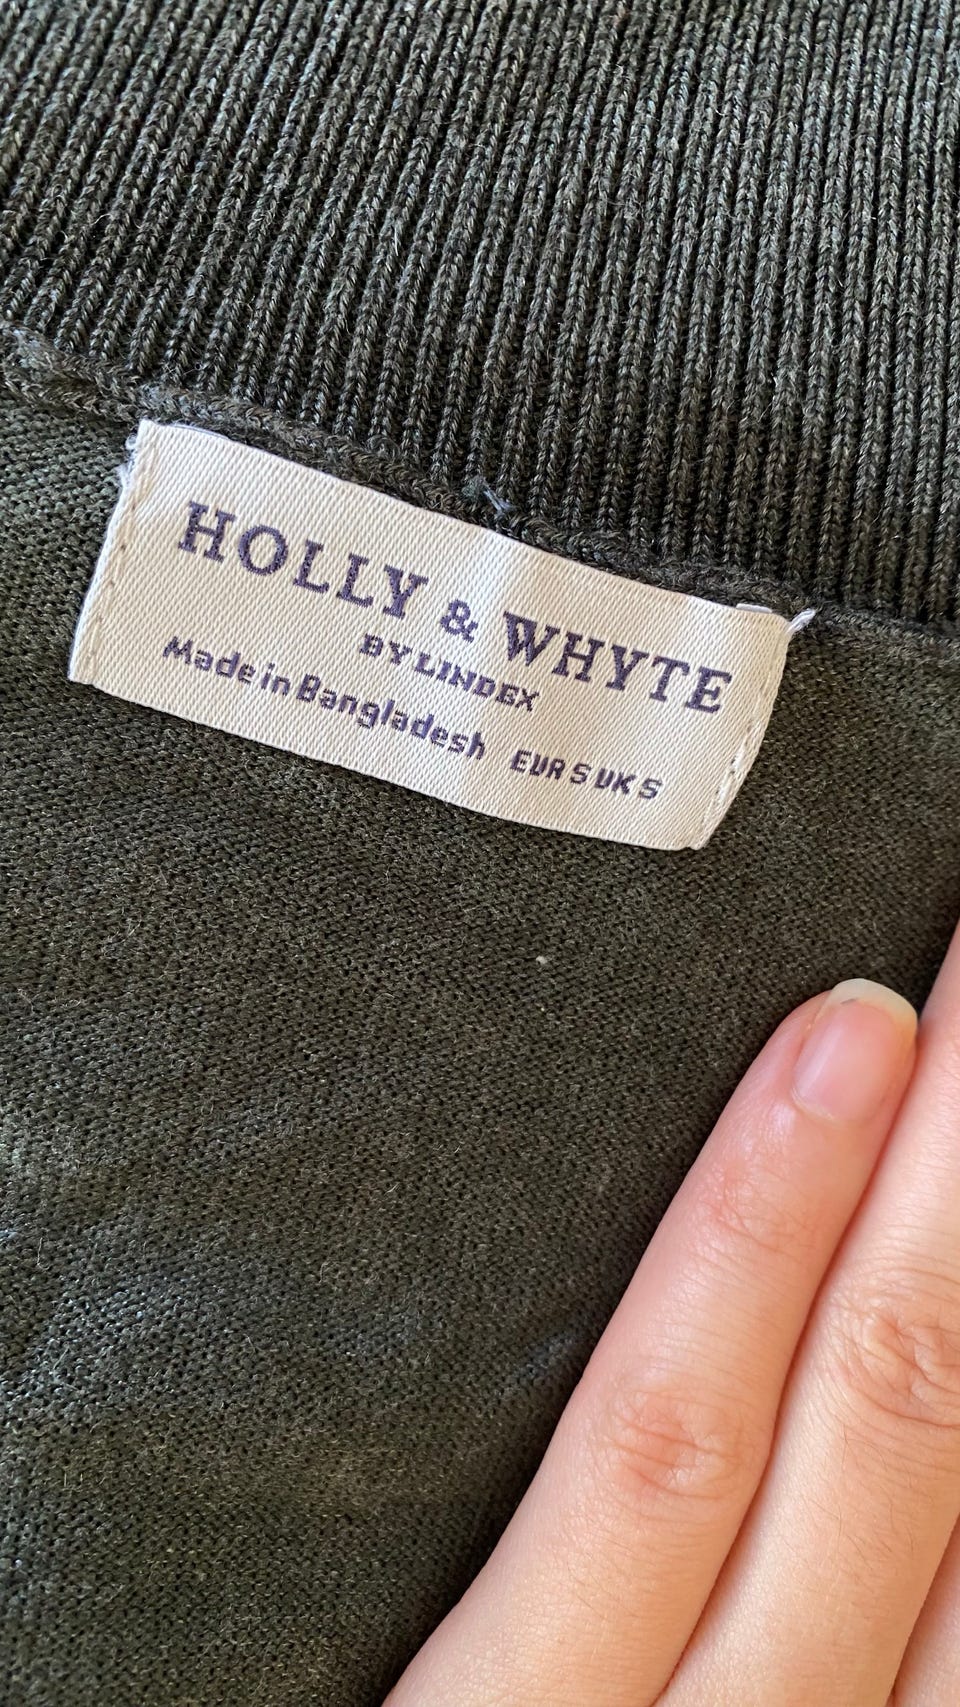 HOLLY & WHYTE
BY LINDEX
Made in Bangladesh EUR S UK S